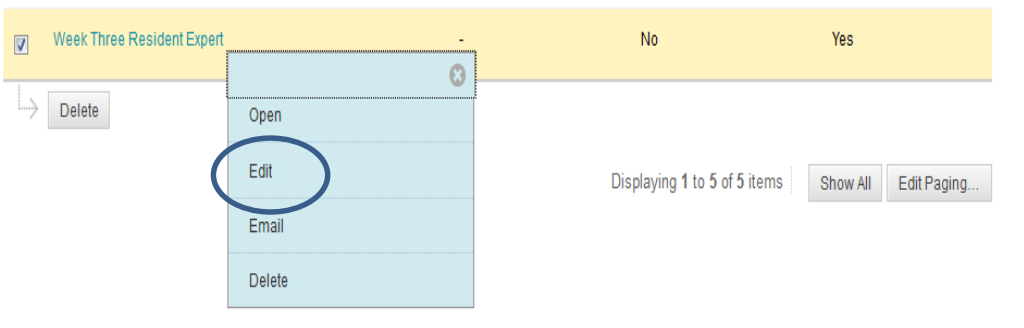 Week Three Resident Expert - No Yes
Delete
Open
Edit
Displaying 1 to 5 of 5 items Show All Edit Paging...
Email
Delete